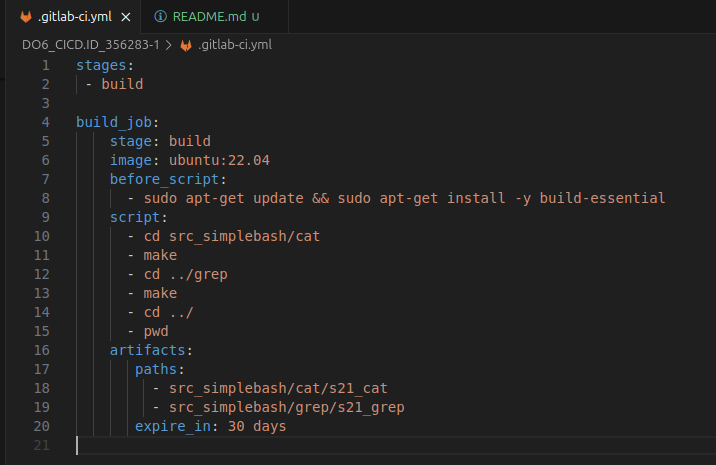 .gitlab-ci.yml × README.md U
DO6_CICD.ID_356283-1 > .gitlab-ci.yml
1 stages:
2 - build
3
4 build_job:
5 stage: build
6 image: ubuntu:22.04
7 before_script:
8 - sudo apt-get update && sudo apt-get install -y build-essential
9 script:
10 - cd src_simplebash/cat
11 - make
12 - cd ../grep
13 - make
14 - cd ../
15 - pwd
16 artifacts:
17 paths:
18 - src_simplebash/cat/s21_cat
19 - src_simplebash/grep/s21_grep
20 expire_in: 30 days
21